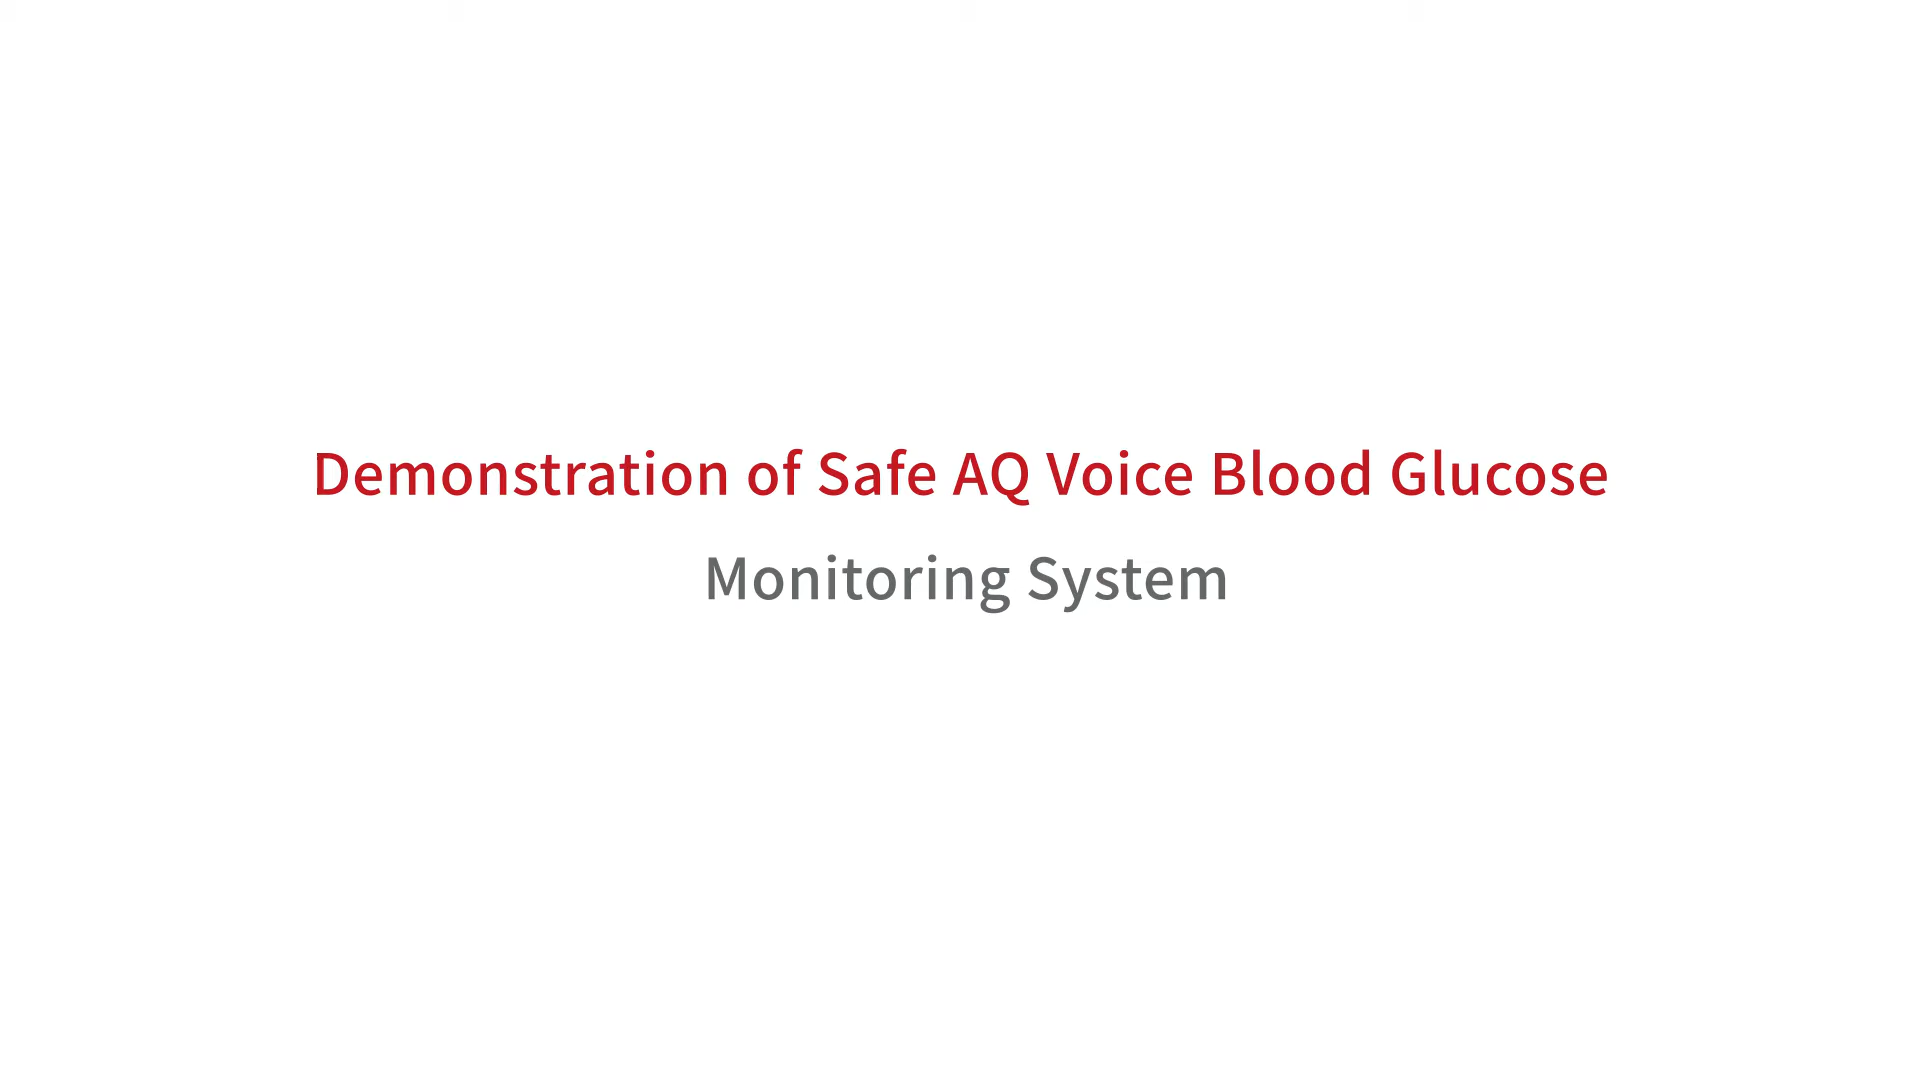 Demonstration of Safe AQ Voice Blood Glucose
Monitoring System